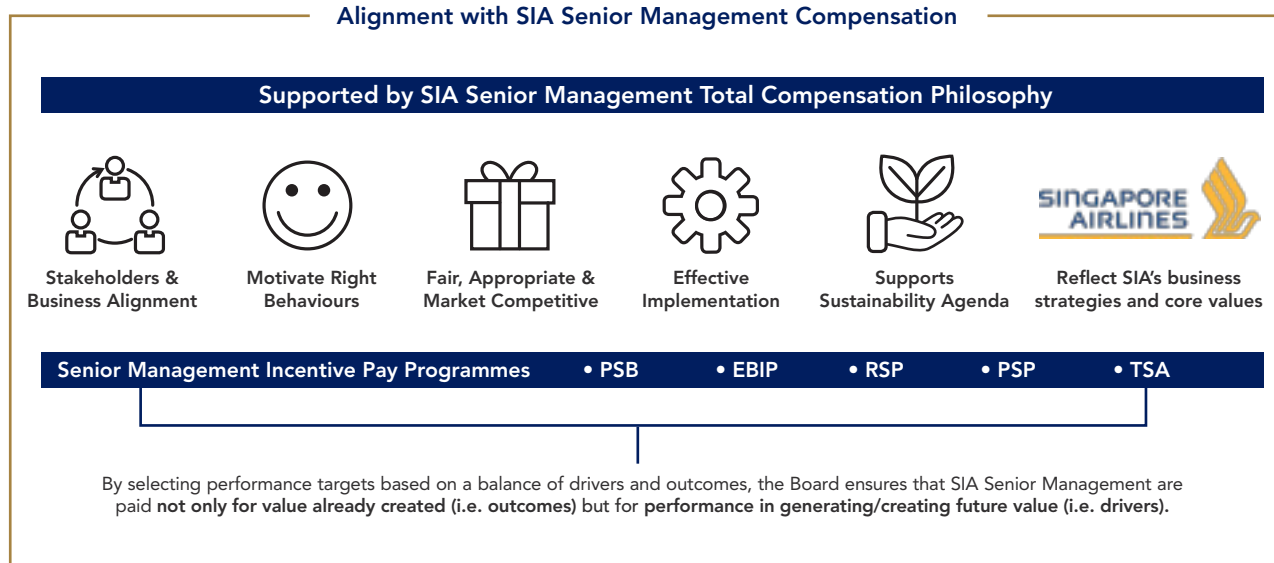 Alignment with SIA Senior Management Compensation
Supported by SIA Senior Management Total Compensation Philosophy
SINGAPORE
AIRLINES
Stakeholders &
Business Alignment
Motivate Right
Behaviours
Fair, Appropriate &
Market Competitive
Effective
Implementation
Supports
Sustainability Agenda
Reflect SIA's business
strategies and core values
Senior Management Incentive Pay Programmes • PSB • EBIP • RSP • PSP • TSA
By selecting performance targets based on a balance of drivers and outcomes, the Board ensures that SIA Senior Management are
paid not only for value already created (i.e. outcomes) but for performance in generating/creating future value (i.e. drivers).